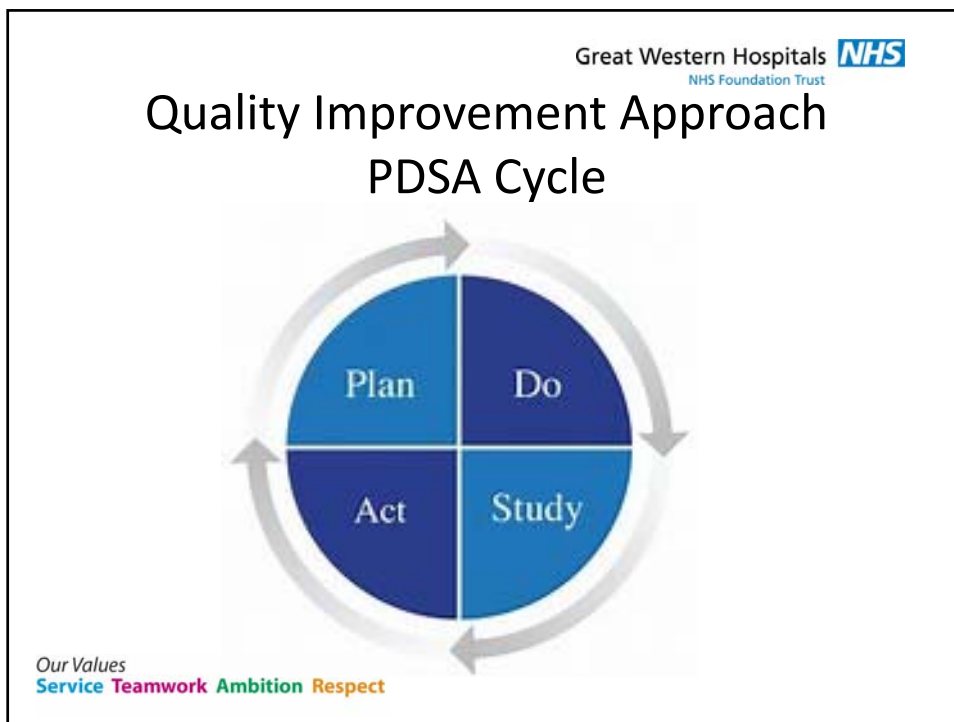 Great Western Hospitals NHS
NHS Foundation Trust
Quality Improvement Approach
PDSA Cycle
Plan
Do
Act
Study
Our Values
Service Teamwork Ambition Respect